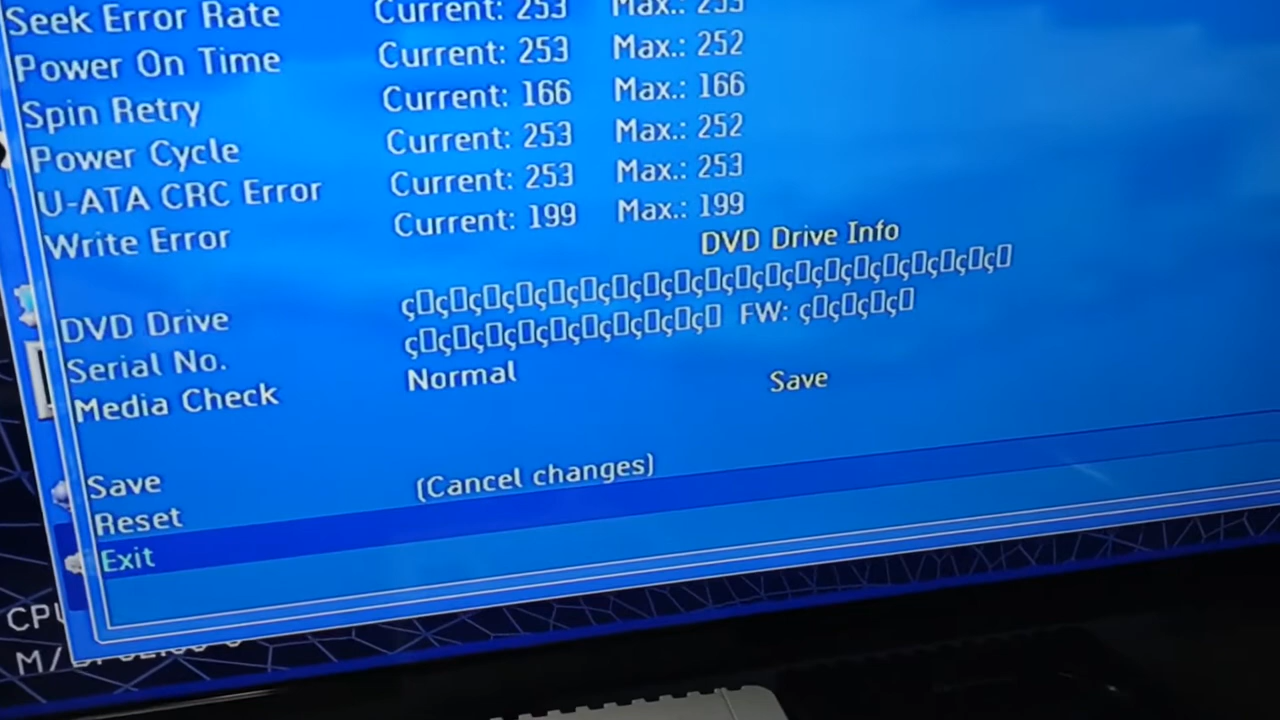 Seek Error Rate Current: 253 Max.: 253
Power On Time Current: 253 Max.: 252
Spin Retry Current: 166 Max.: 166
Power Cycle Current: 253 Max.: 252
U-ATA CRC Error Current: 253 Max.: 253
Write Error Current: 199 Max.: 199
DVD Drive Info
DVD Drive ç▯ç▯ç▯ç▯ç▯ç▯ç▯ç▯ç▯ç▯ç▯ç▯ç▯ç▯ç▯ç▯ç▯ç▯ç▯ç▯
Serial No. ç▯ç▯ç▯ç▯ç▯ç▯ç▯ç▯ç▯ç▯ FW: ç▯ç▯ç▯ç▯
Media Check Normal
Save
Save
Reset (Cancel changes)
Exit
CPU
M/